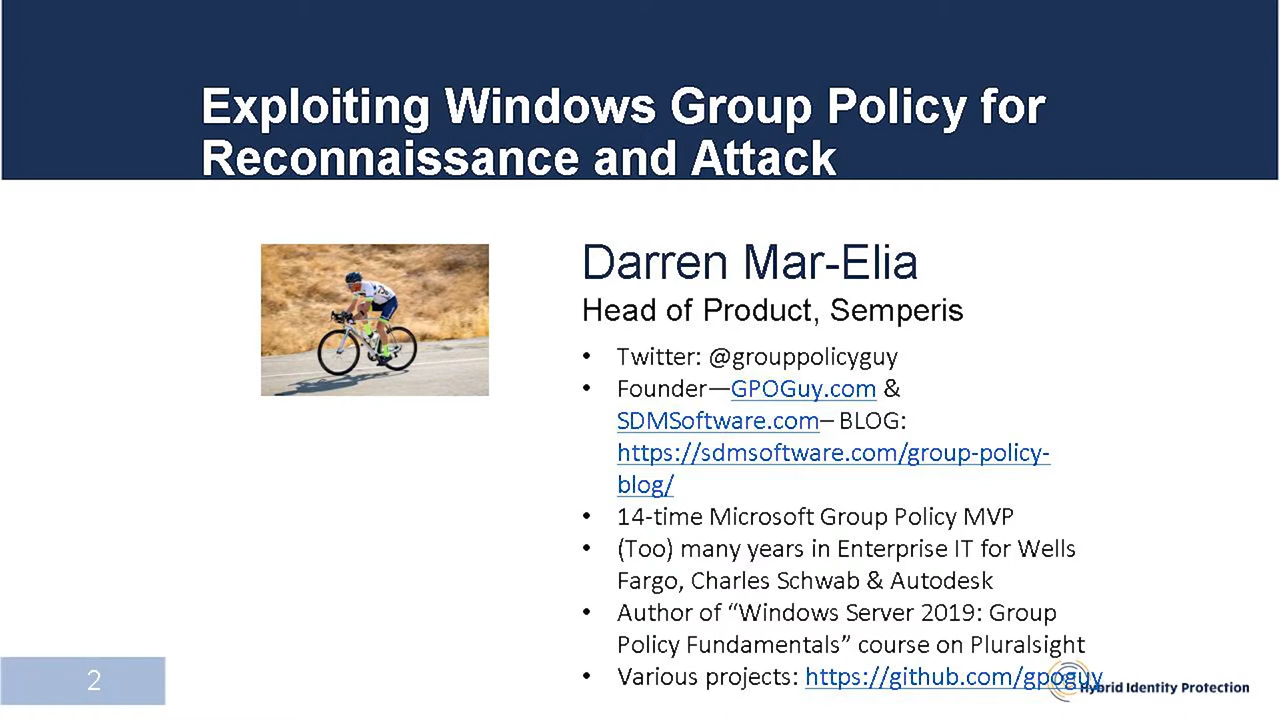 Exploiting Windows Group Policy for
Reconnaissance and Attack
Darren Mar-Elia
Head of Product, Semperis
• Twitter: @grouppolicyguy
• Founder—GPOGuy.com &
SDMSoftware.com– BLOG:
https://sdmsoftware.com/group-policy-
blog/
• 14-time Microsoft Group Policy MVP
• (Too) many years in Enterprise IT for Wells
Fargo, Charles Schwab & Autodesk
• Author of “Windows Server 2019: Group
Policy Fundamentals” course on Pluralsight
• Various projects: https://github.com/gpoguy
Hybrid Identity Protection
2